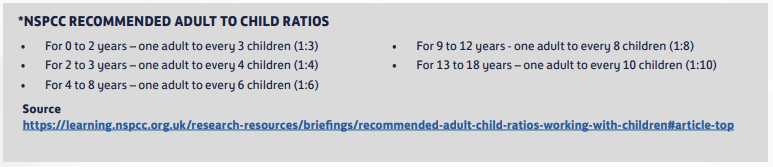 *NSPCC RECOMMENDED ADULT TO CHILD RATIOS
• For 0 to 2 years – one adult to every 3 children (1:3)
• For 2 to 3 years – one adult to every 4 children (1:4)
• For 4 to 8 years – one adult to every 6 children (1:6)
• For 9 to 12 years - one adult to every 8 children (1:8)
• For 13 to 18 years – one adult to every 10 children (1:10)
Source
https://learning.nspcc.org.uk/research-resources/briefings/recommended-adult-child-ratios-working-with-children#article-top